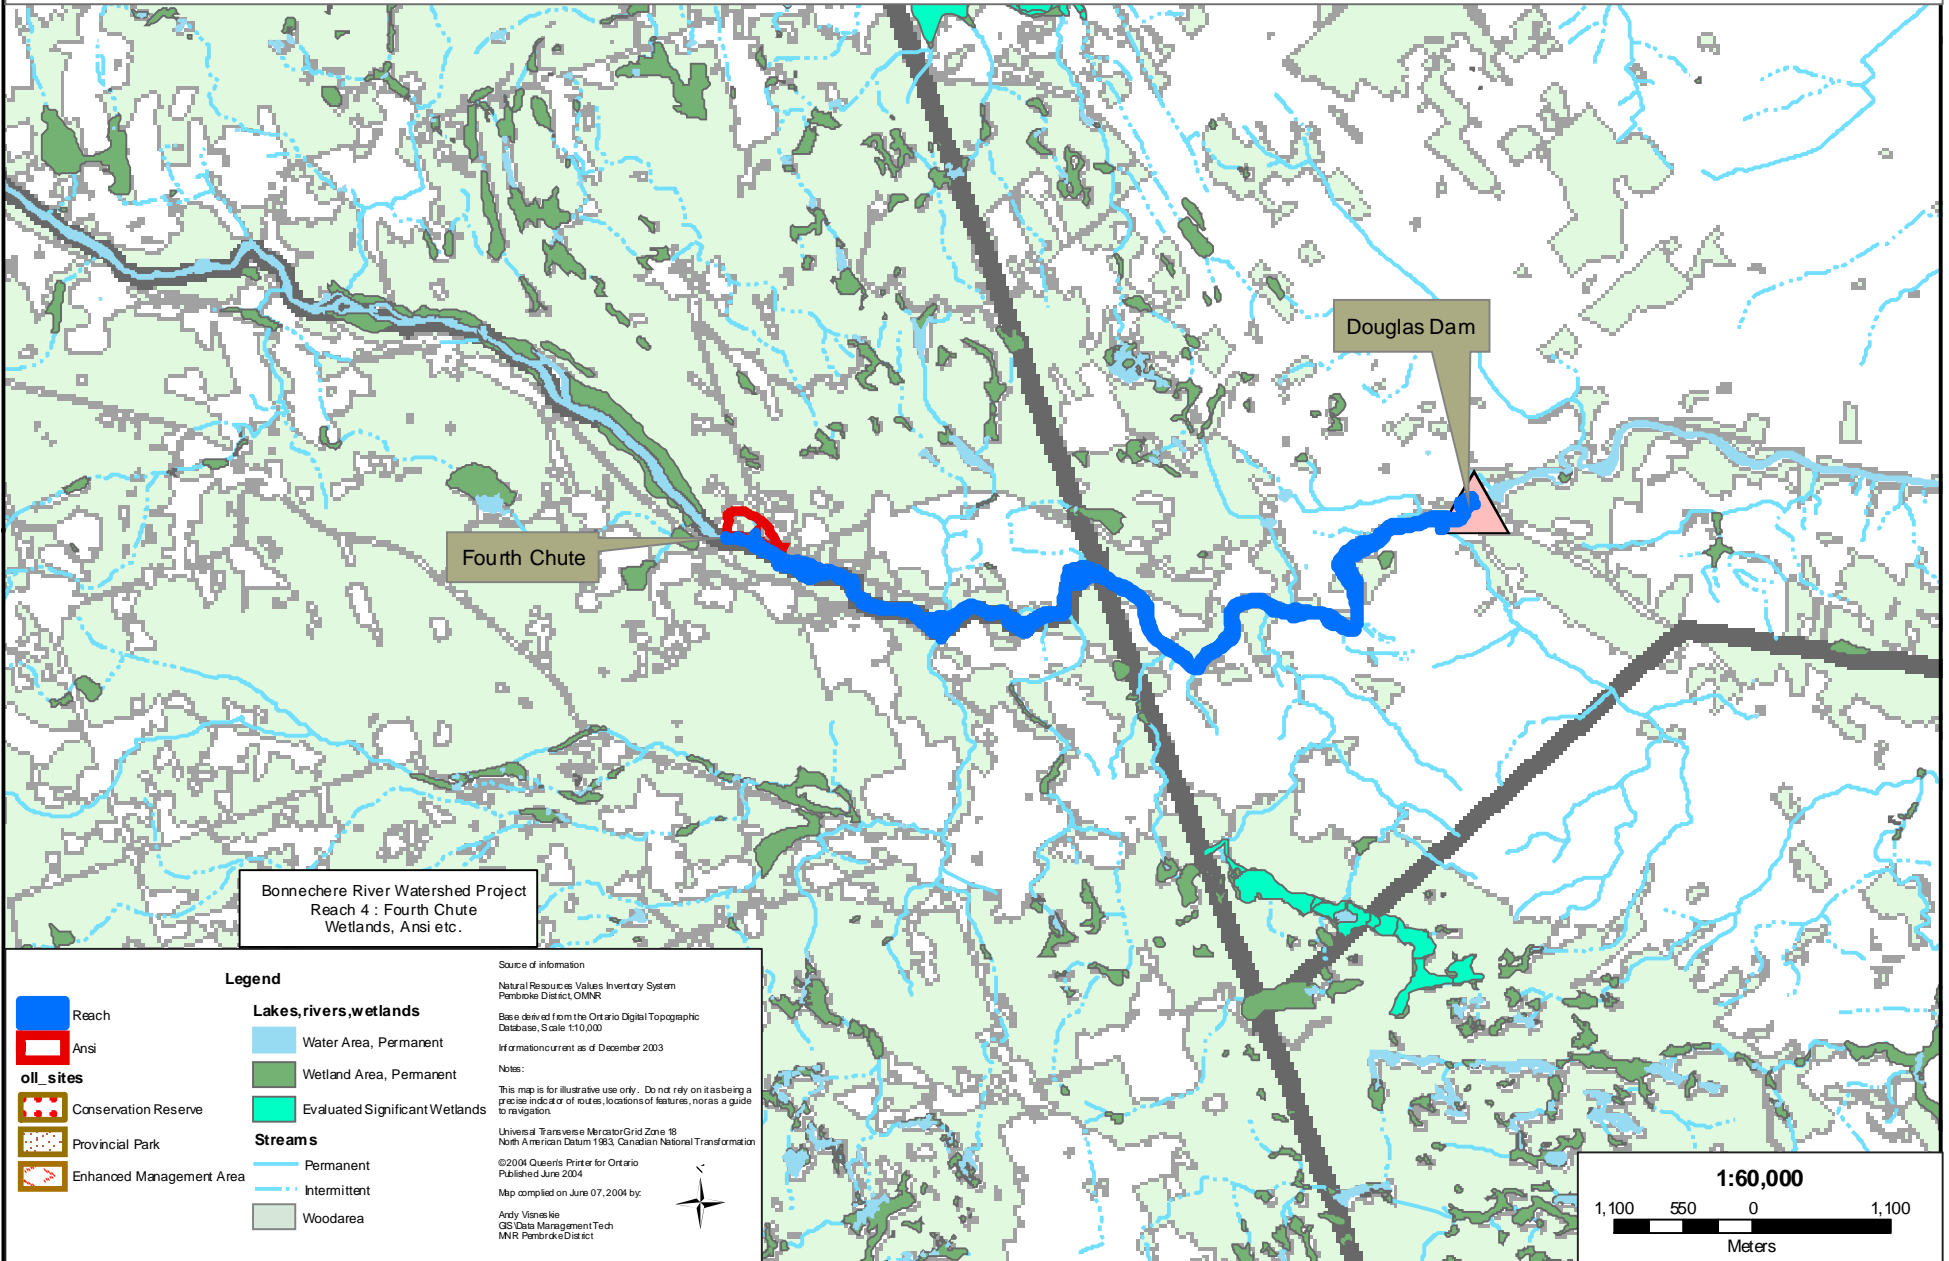 Douglas Dam
Fourth Chute
Bonnechere River Watershed Project
Reach 4 : Fourth Chute
Wetlands, Ansi etc.
Legend
Reach
Ansi
oll_sites
Conservation Reserve
Provincial Park
Enhanced Management Area
Lakes,rivers,wetlands
Water Area, Permanent
Wetland Area, Permanent
Evaluated Significant Wetlands
Streams
Permanent
Intermittent
Woodarea
Source of information
Natural Resources Values Inventory System
Pembroke District, OMNR
Base derived from the Ontario Digital Topographic
Database, Scale 1:10,000
Information current as of December 2003
Notes:
This map is for illustrative use only. Do not rely on it as being a
precise indicator of routes, locations of features, nor as a guide
to navigation.
Universal Transverse Mercator Grid Zone 18
North American Datum 1983, Canadian National Transformation
©2004 Queen's Printer for Ontario
Published June 2004
Map complied on June 07, 2004 by:
Andy Visneskie
GIS\Data Management Tech
MNR Pembroke District
1:60,000
1,100 550 0 1,100
Meters